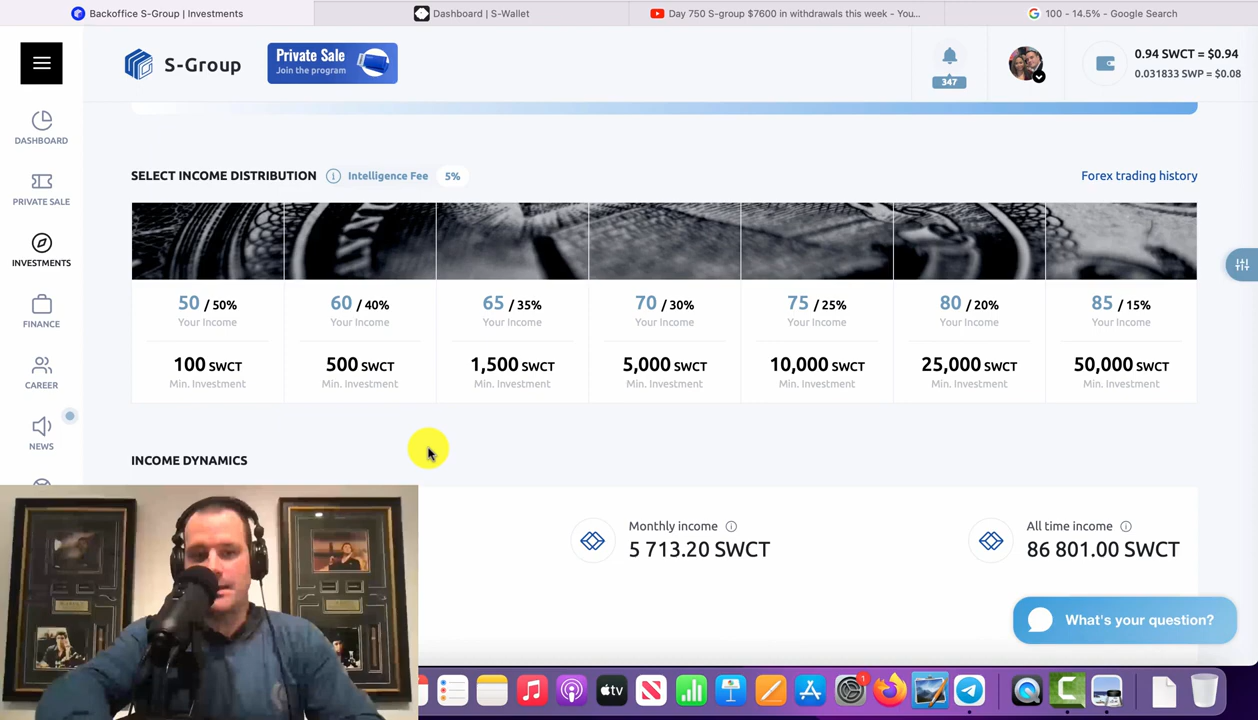 Backoffice S-Group | Investments
Dashboard | S-Wallet
Day 750 S-group $7600 in withdrawals this week - You...
100 - 14.5% - Google Search
S-Group
Private Sale
Join the program
347
0.94 SWCT = $0.94
0.031833 SWP = $0.08
DASHBOARD
PRIVATE SALE
INVESTMENTS
FINANCE
CAREER
NEWS
SELECT INCOME DISTRIBUTION
Intelligence Fee 5%
Forex trading history
50 / 50%
Your Income
100 SWCT
Min. Investment
60 / 40%
Your Income
500 SWCT
Min. Investment
65 / 35%
Your Income
1,500 SWCT
Min. Investment
70 / 30%
Your Income
5,000 SWCT
Min. Investment
75 / 25%
Your Income
10,000 SWCT
Min. Investment
80 / 20%
Your Income
25,000 SWCT
Min. Investment
85 / 15%
Your Income
50,000 SWCT
Min. Investment
INCOME DYNAMICS
Monthly income
5 713.20 SWCT
All time income
86 801.00 SWCT
What's your question?
tv
1